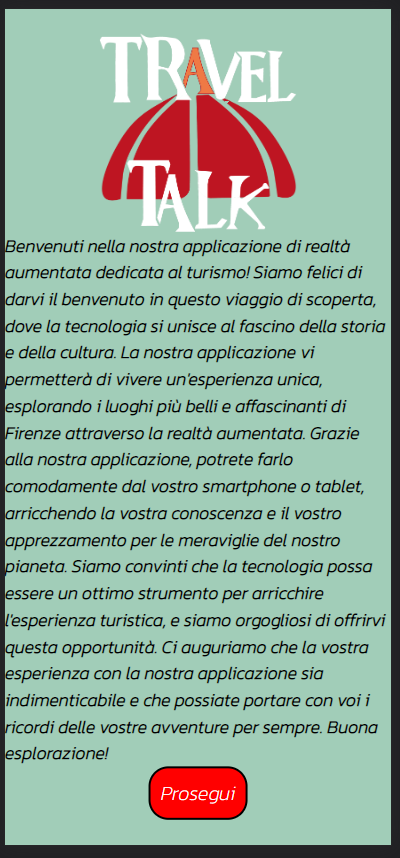 TRAVEL
TALK
Benvenuti nella nostra applicazione di realtà
aumentata dedicata al turismo! Siamo felici di
darvi il benvenuto in questo viaggio di scoperta,
dove la tecnologia si unisce al fascino della storia
e della cultura. La nostra applicazione vi
permetterà di vivere un'esperienza unica,
esplorando i luoghi più belli e affascinanti di
Firenze attraverso la realtà aumentata. Grazie
alla nostra applicazione, potrete farlo
comodamente dal vostro smartphone o tablet,
arricchendo la vostra conoscenza e il vostro
apprezzamento per le meraviglie del nostro
pianeta. Siamo convinti che la tecnologia possa
essere un ottimo strumento per arricchire
l'esperienza turistica, e siamo orgogliosi di offrirvi
questa opportunità. Ci auguriamo che la vostra
esperienza con la nostra applicazione sia
indimenticabile e che possiate portare con voi i
ricordi delle vostre avventure per sempre. Buona
esplorazione!
Prosegui